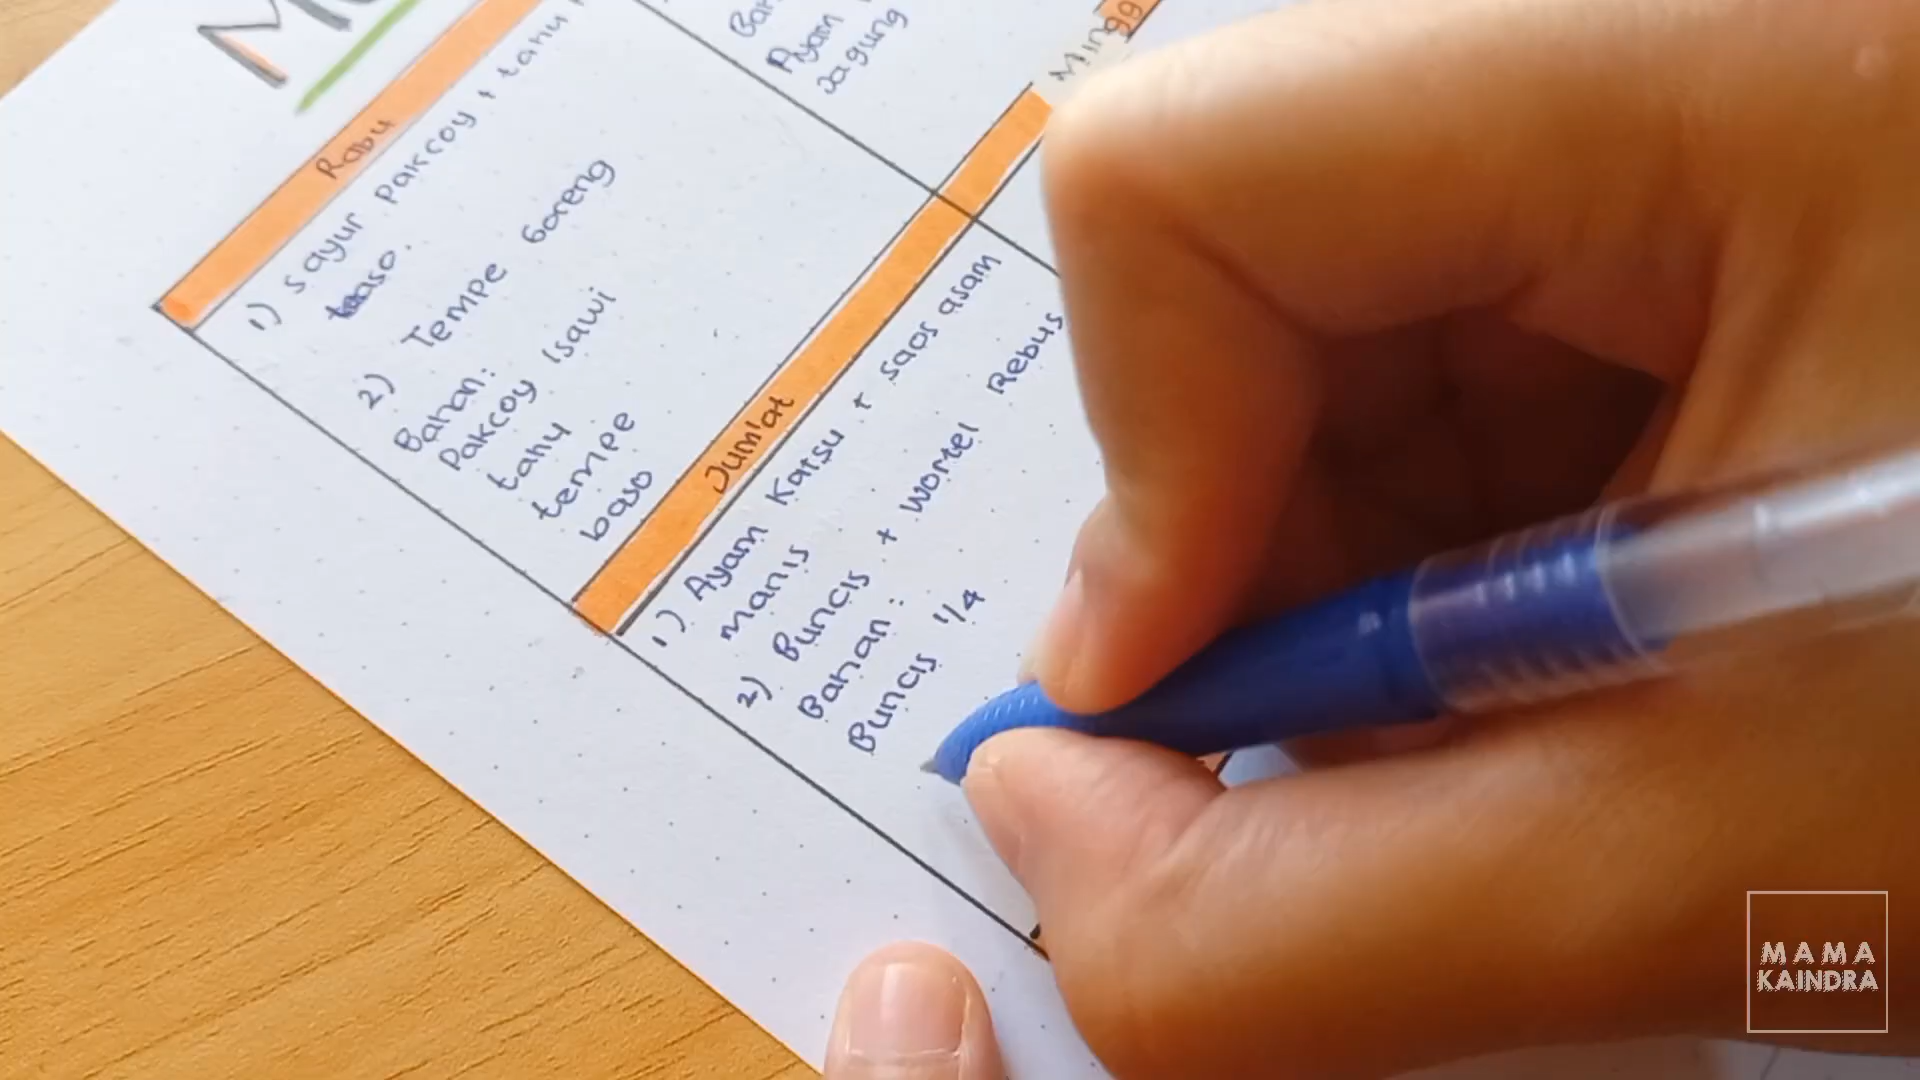 Rabu
1) Sayur pakcoy, tahu
baso.
2) Tempe Goreng
Bahan:
Pakcoy /sawi
tahu
tempe
baso
Ayam
Jagung
Mingg
Jum'at
1) Ayam Katsu + saos asam
manis
2) Buncis + Wortel Rebus
Bahan:
Buncis 1/4
MAMA
KAINDRA